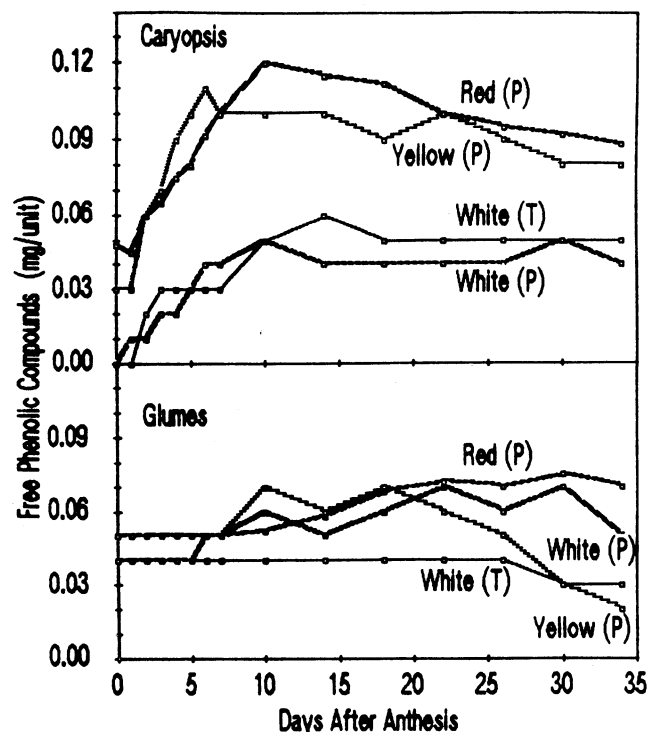 Caryopsis
0.12
0.09
0.06
0.03
0.00
Red (P)
Yellow (P)
White (T)
White (P)
Free Phenolic Compounds (mg/unit)
Glumes
0.09
0.06
0.03
0.00
Red (P)
White (P)
White (T)
Yellow (P)
0 5 10 15 20 25 30 35
Days After Anthesis